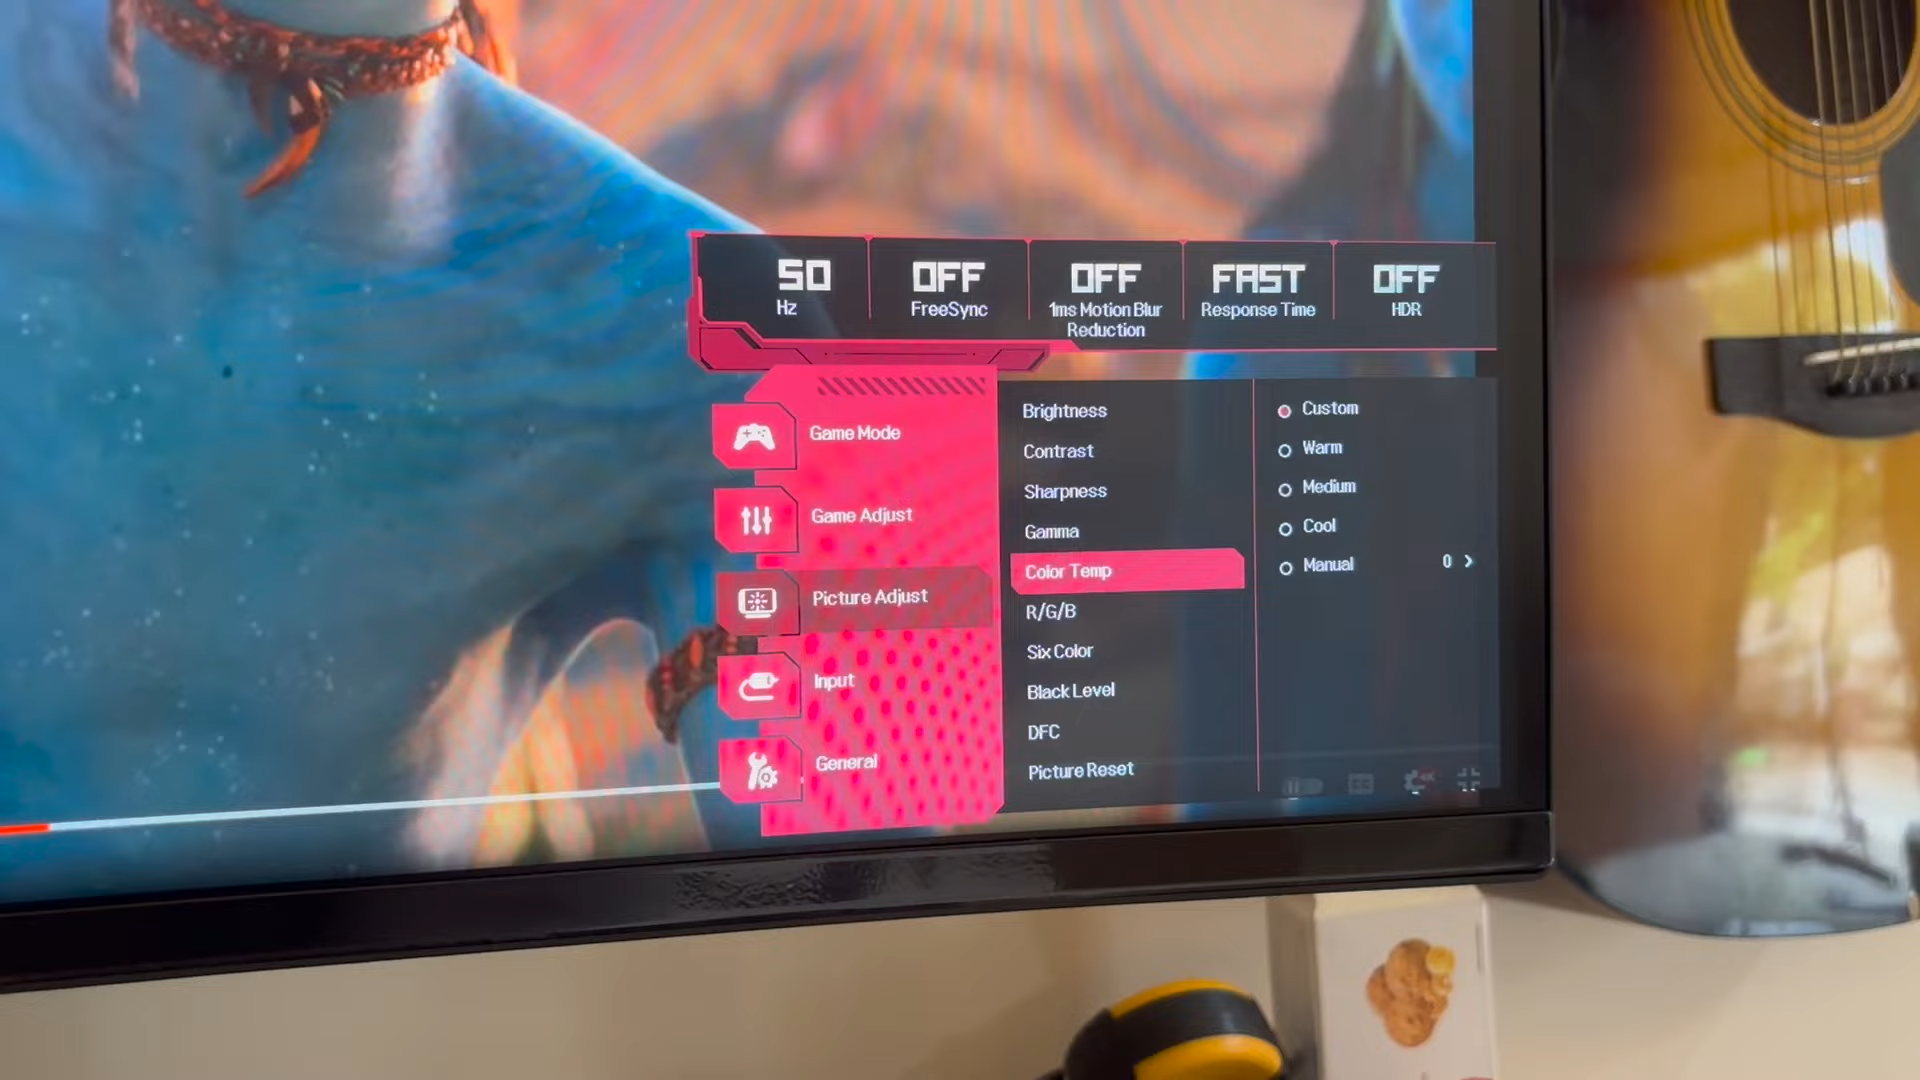 50
Hz
OFF
FreeSync
OFF
1ms Motion Blur
Reduction
FAST
Response Time
OFF
HDR
Game Mode
Game Adjust
Picture Adjust
Input
General
Brightness
Contrast
Sharpness
Gamma
Color Temp
R/G/B
Six Color
Black Level
DFC
Picture Reset
Custom
Warm
Medium
Cool
Manual 0 >
CC
4K